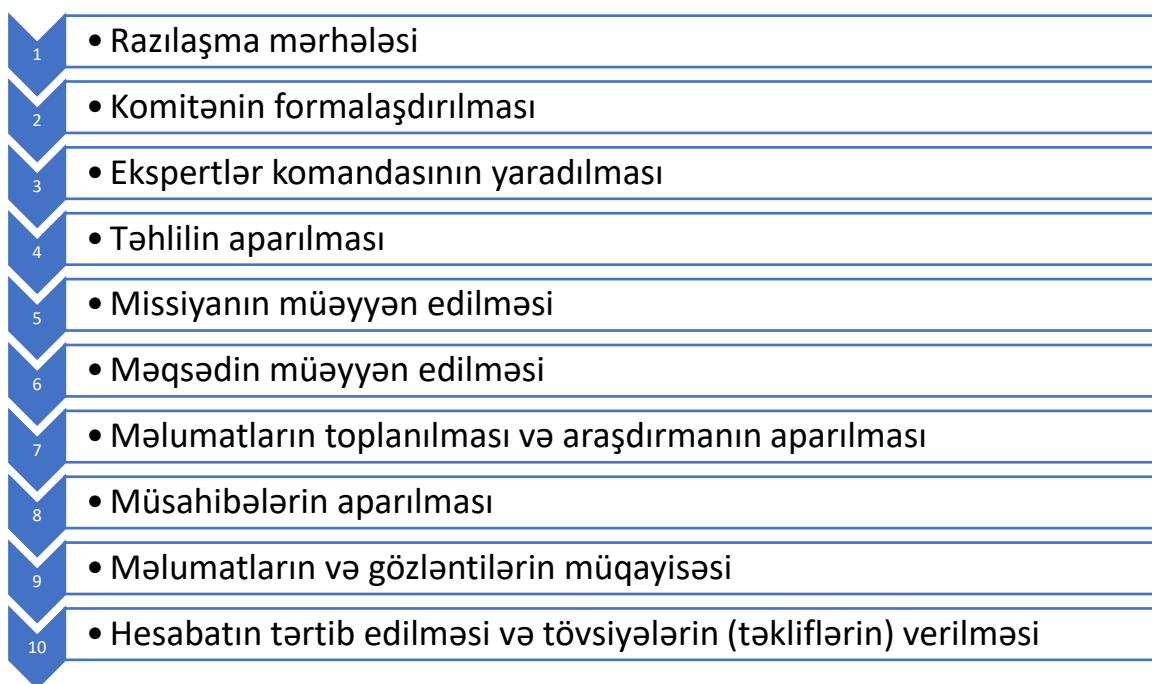 1 • Razılaşma mərhələsi
2 • Komitənin formalaşdırılması
3 • Ekspertlər komandasının yaradılması
4 • Təhlilin aparılması
5 • Missiyanın müəyyən edilməsi
6 • Məqsədin müəyyən edilməsi
7 • Məlumatların toplanılması və araşdırmanın aparılması
8 • Müsahibələrin aparılması
9 • Məlumatların və gözləntilərin müqayisəsi
10 • Hesabatın tərtib edilməsi və tövsiyələrin (təkliflərin) verilməsi